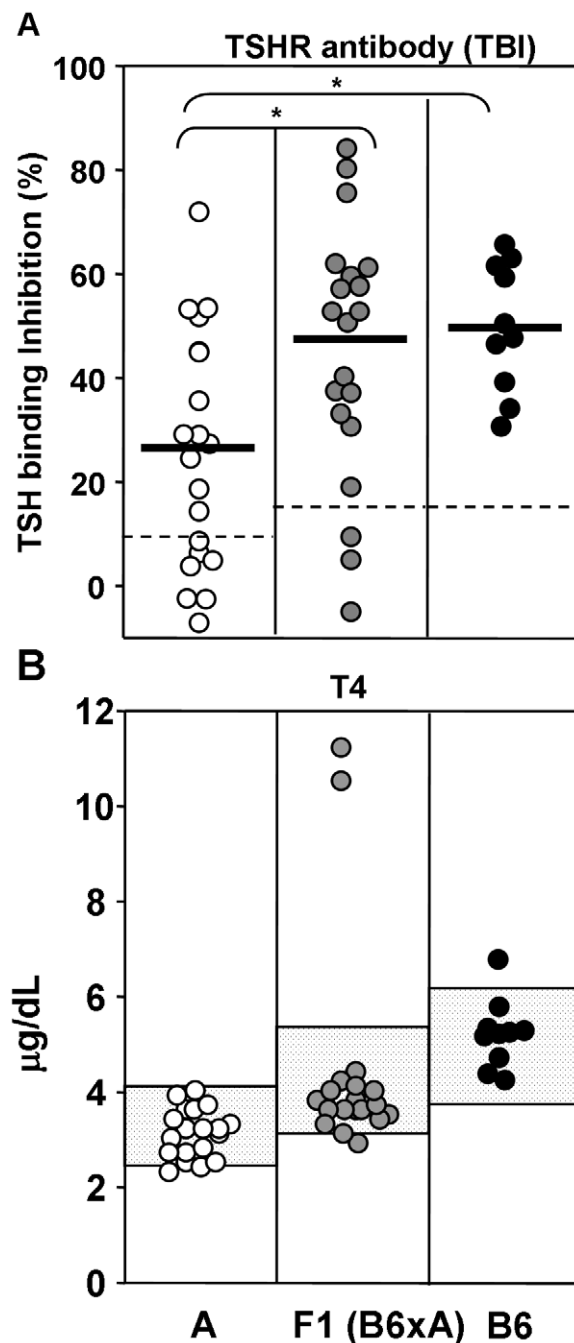 A
TSHR antibody (TBI)
TSH binding Inhibition (%)
100
80
60
40
20
0
*
*
B
T4
µg/dL
12
10
8
6
4
2
0
A F1 (B6xA) B6